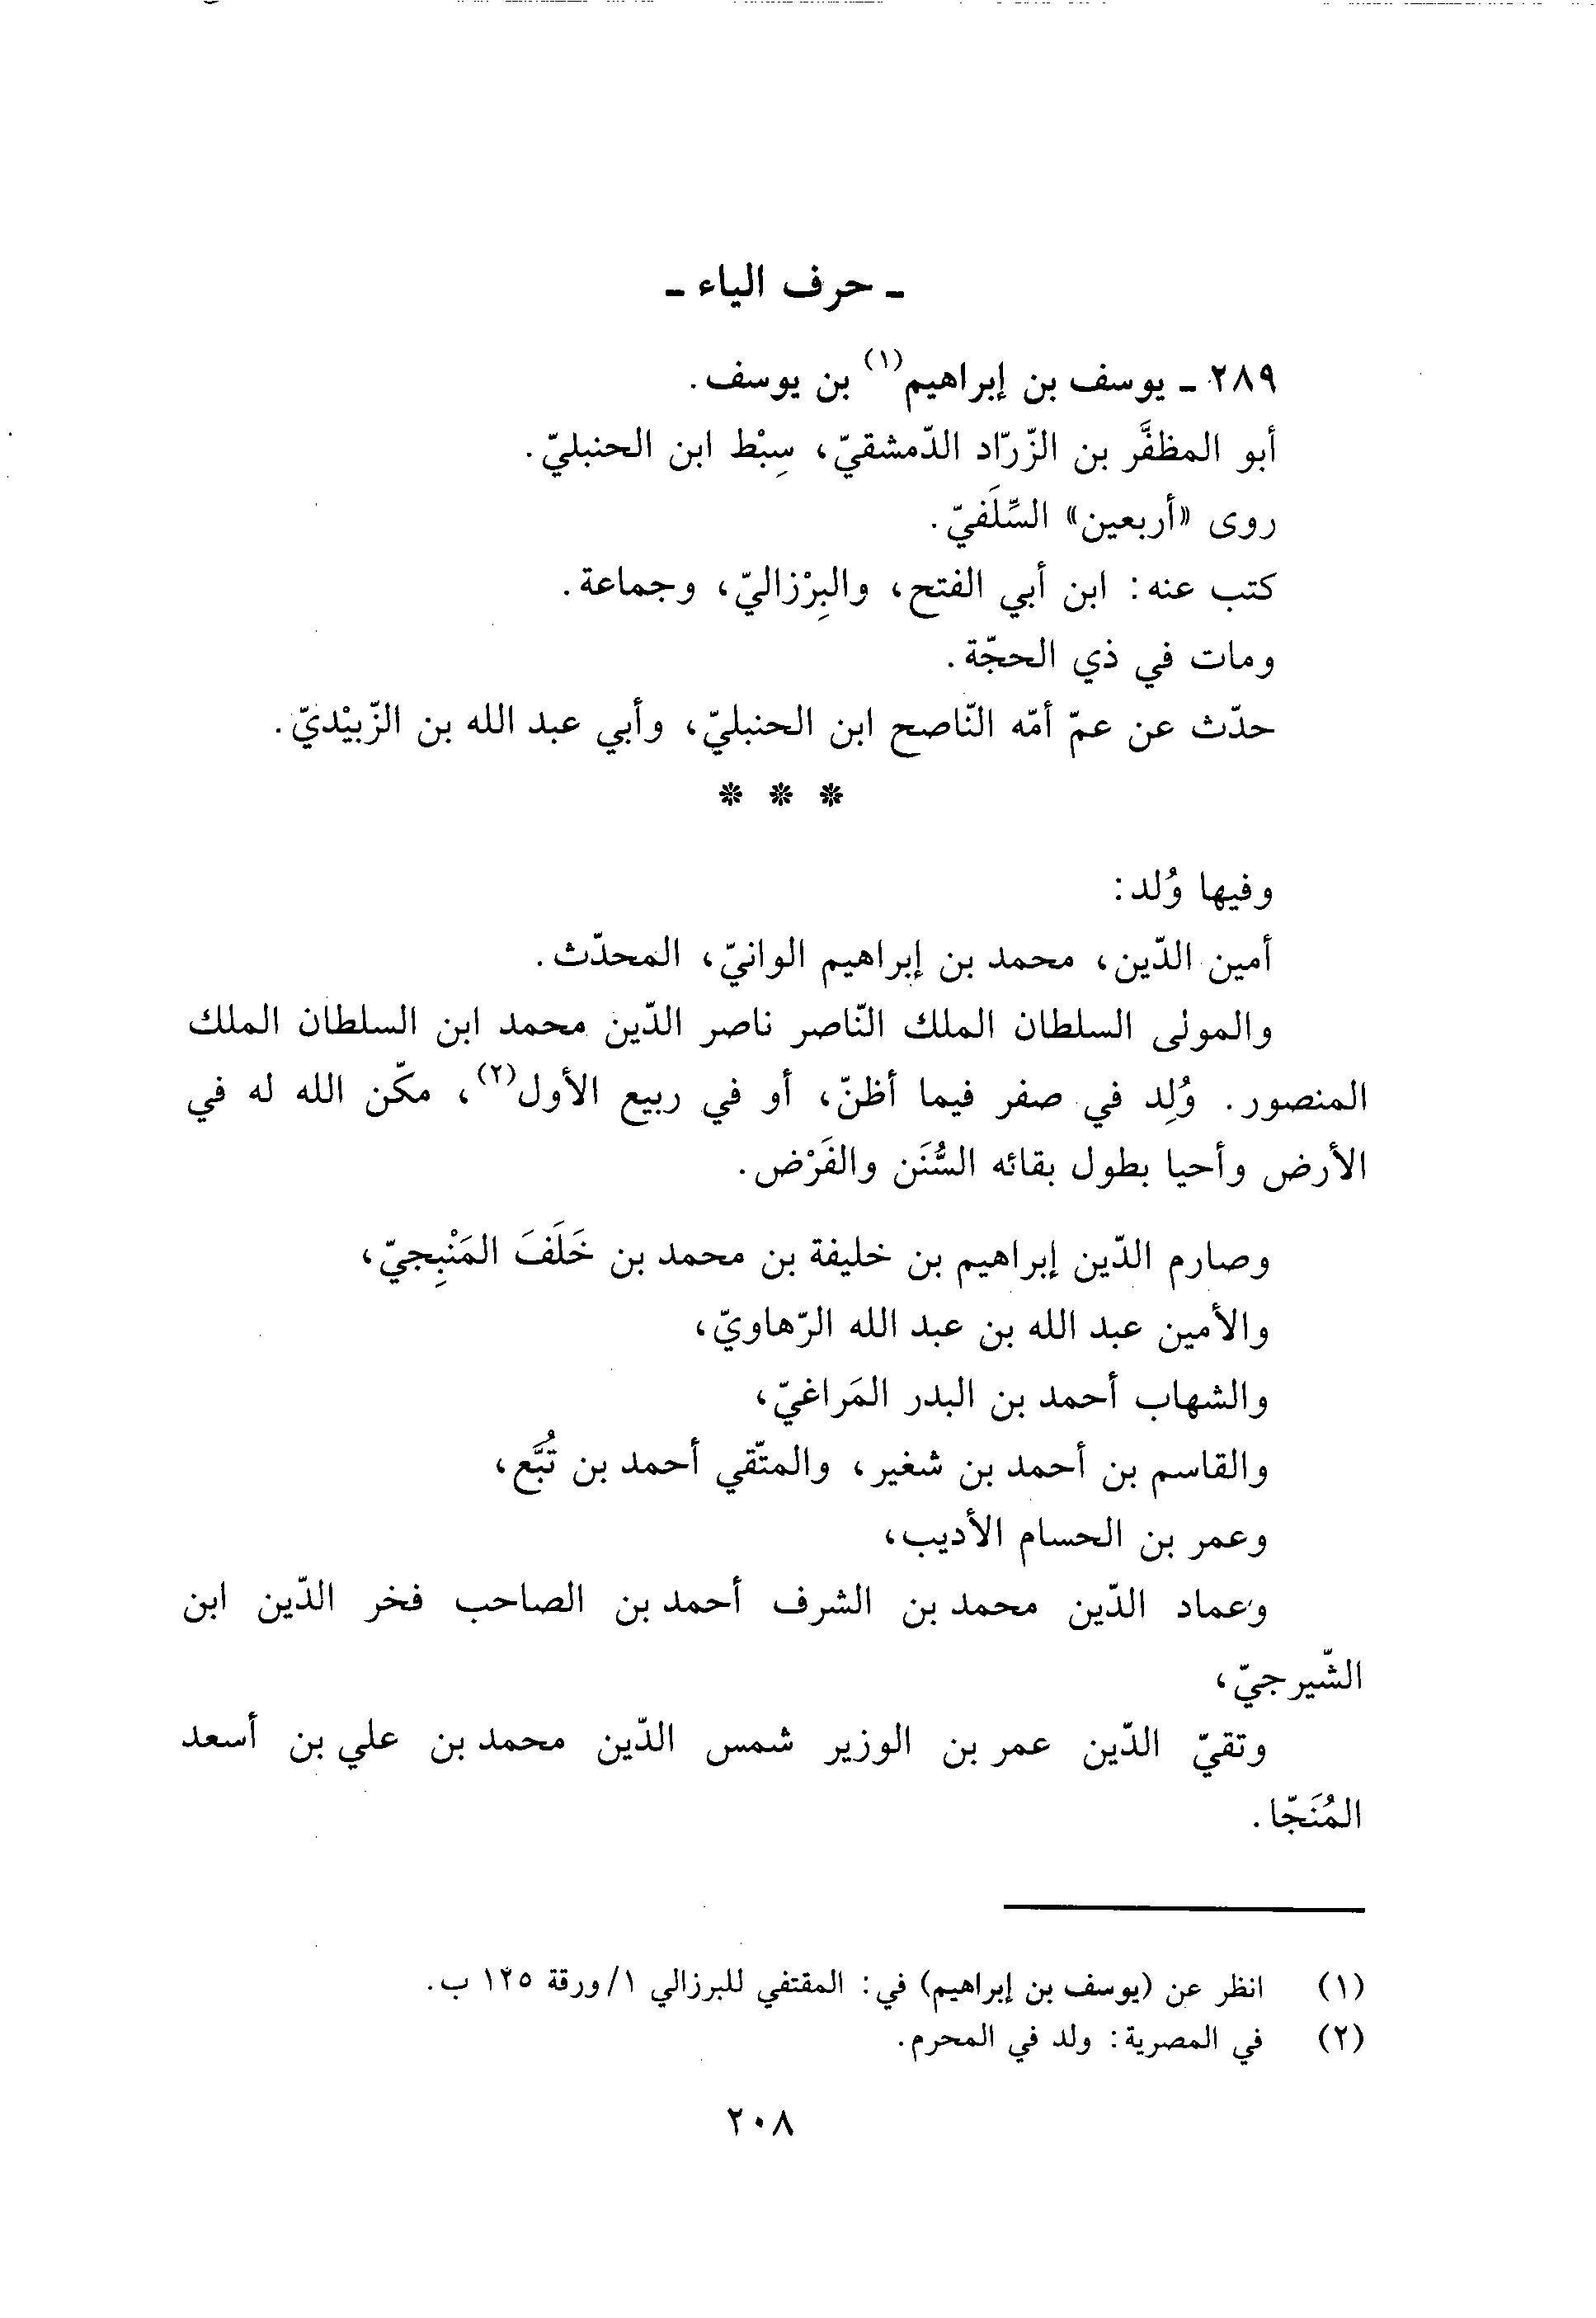 ـ حرف الياء ـ
٢٨٩ ـ يوسف بن إبراهيم(١) بن يوسف.
أبو المظفَّر بن الزّرّاد الدّمشقيّ، سِبْط ابن الحنبليّ.
روى «أربعين» السِّلَفيّ.
كتب عنه: ابن أبي الفتح، والبِرْزاليّ، وجماعة.
ومات في ذي الحجّة.
حدّث عن عمّ أمّه النّاصح ابن الحنبليّ، وأبي عبد الله بن الزّبيْديّ.
* * *
وفيها وُلد:
أمين الدّين، محمد بن إبراهيم الوانيّ، المحدّث.
والمولى السلطان الملك النّاصر ناصر الدّين محمد ابن السلطان الملك
المنصور. وُلِد في صفر فيما أظنّ، أو في ربيع الأول(٢)، مكّن الله له في
الأرض وأحيا بطول بقائه السُّنَن والفَرْض.
وصارم الدّين إبراهيم بن خليفة بن محمد بن خَلَفَ المَنْبِجيّ،
والأمين عبد الله بن عبد الله الرّهاويّ،
والشهاب أحمد بن البدر المَراغيّ،
والقاسم بن أحمد بن شغير، والمتّقي أحمد بن تُبَّع،
وعمر بن الحسام الأديب،
وعماد الدّين محمد بن الشرف أحمد بن الصاحب فخر الدّين ابن
الشّيرجيّ،
وتقيّ الدّين عمر بن الوزير شمس الدّين محمد بن علي بن أسعد
المُنَجّا.
(١) انظر عن (يوسف بن إبراهيم) في: المقتفي للبرزالي ١/ورقة ١٢٥ ب.
(٢) في المصرية: ولد في المحرم.
٢٠٨